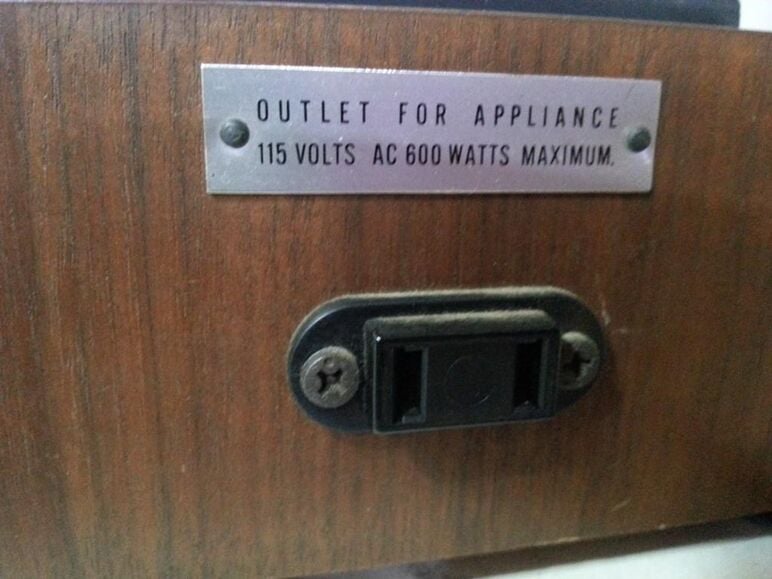 OUTLET FOR APPLIANCE
115 VOLTS AC 600 WATTS MAXIMUM.